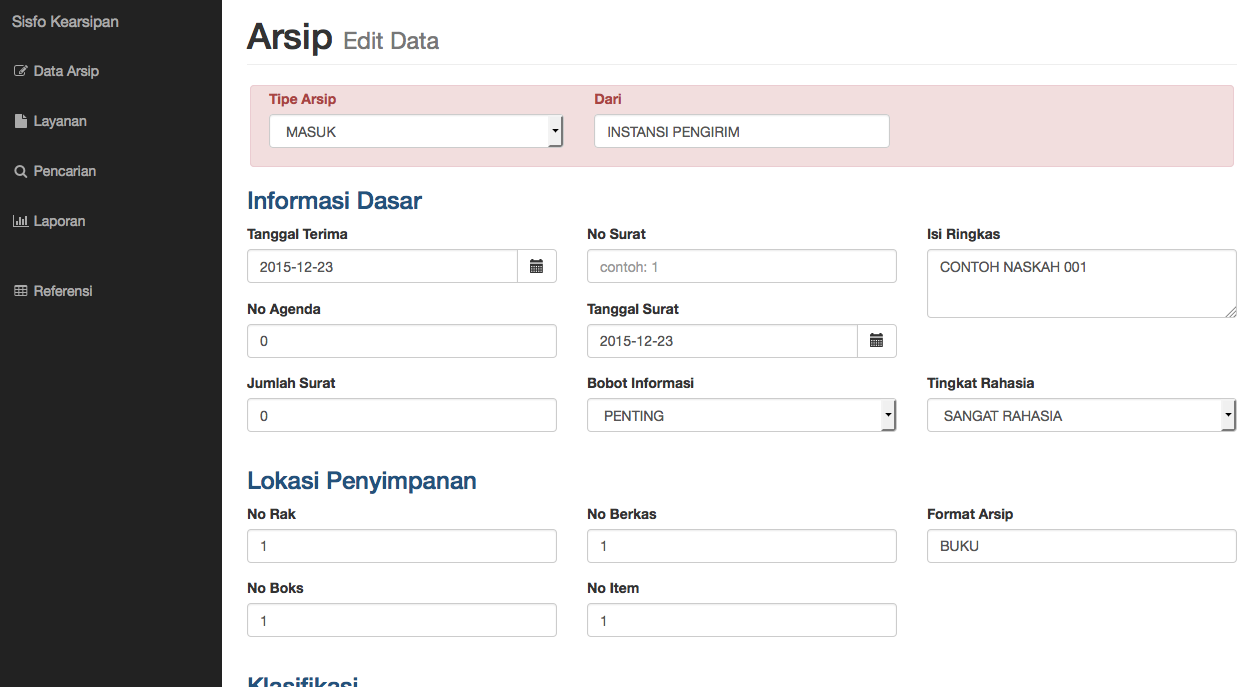 Sisfo Kearsipan
Data Arsip
Layanan
Pencarian
Laporan
Referensi
Arsip Edit Data
Tipe Arsip Dari
MASUK INSTANSI PENGIRIM
Informasi Dasar
Tanggal Terima No Surat Isi Ringkas
2015-12-23 contoh: 1 CONTOH NASKAH 001
No Agenda Tanggal Surat
0 2015-12-23
Jumlah Surat Bobot Informasi Tingkat Rahasia
0 PENTING SANGAT RAHASIA
Lokasi Penyimpanan
No Rak No Berkas Format Arsip
1 1 BUKU
No Boks No Item
1 1
Klasifikasi